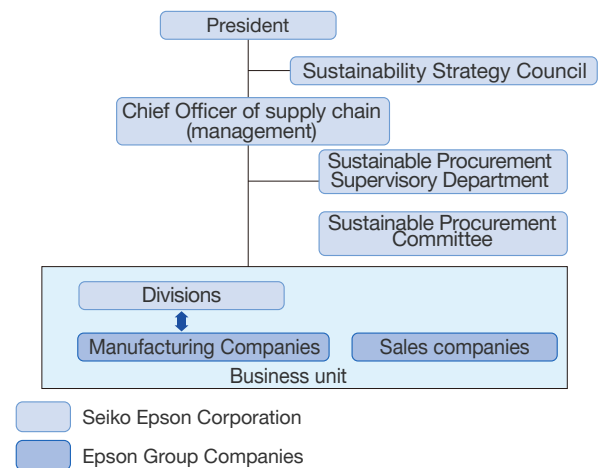 President
Sustainability Strategy Council
Chief Officer of supply chain
(management)
Sustainable Procurement
Supervisory Department
Sustainable Procurement
Committee
Divisions
Manufacturing Companies
Sales companies
Business unit
Seiko Epson Corporation
Epson Group Companies